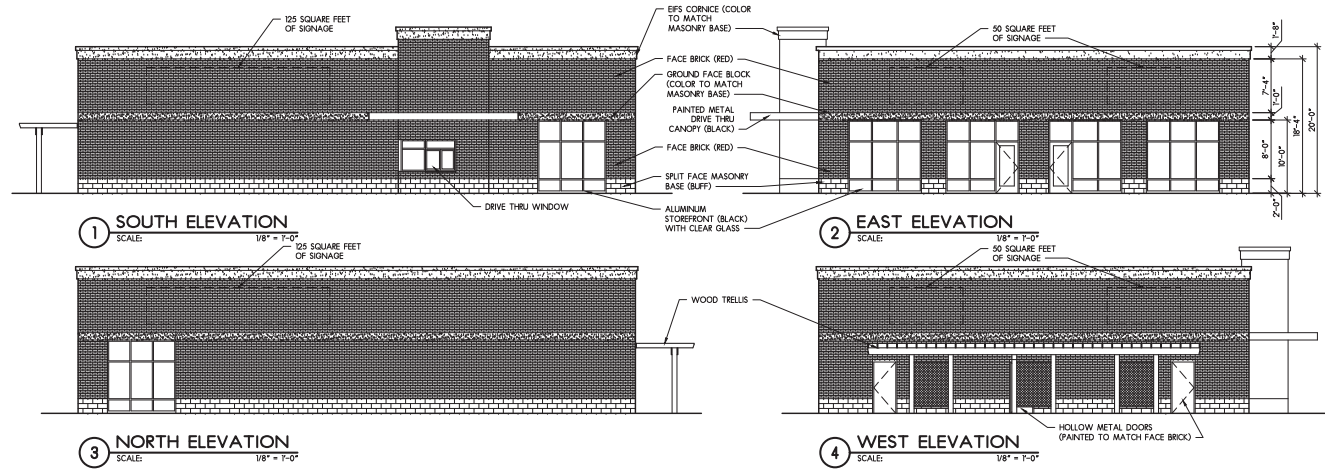 125 SQUARE FEET
OF SIGNAGE
EIFS CORNICE (COLOR
TO MATCH
MASONRY BASE)
FACE BRICK (RED)
GROUND FACE BLOCK
(COLOR TO MATCH
MASONRY BASE)
PAINTED METAL
DRIVE THRU
CANOPY (BLACK)
FACE BRICK (RED)
SPLIT FACE MASONRY
BASE (BUFF)
ALUMINUM
STOREFRONT (BLACK)
WITH CLEAR GLASS
DRIVE THRU WINDOW
1 SOUTH ELEVATION
SCALE: 1/8" = 1'-0"
50 SQUARE FEET
OF SIGNAGE
1'-8"
7'-4"
1'-0"
8'-0"
2'-0"
10'-0"
18'-4"
20'-0"
2 EAST ELEVATION
SCALE: 1/8" = 1'-0"
125 SQUARE FEET
OF SIGNAGE
WOOD TRELLIS
3 NORTH ELEVATION
SCALE: 1/8" = 1'-0"
50 SQUARE FEET
OF SIGNAGE
HOLLOW METAL DOORS
(PAINTED TO MATCH FACE BRICK)
4 WEST ELEVATION
SCALE: 1/8" = 1'-0"